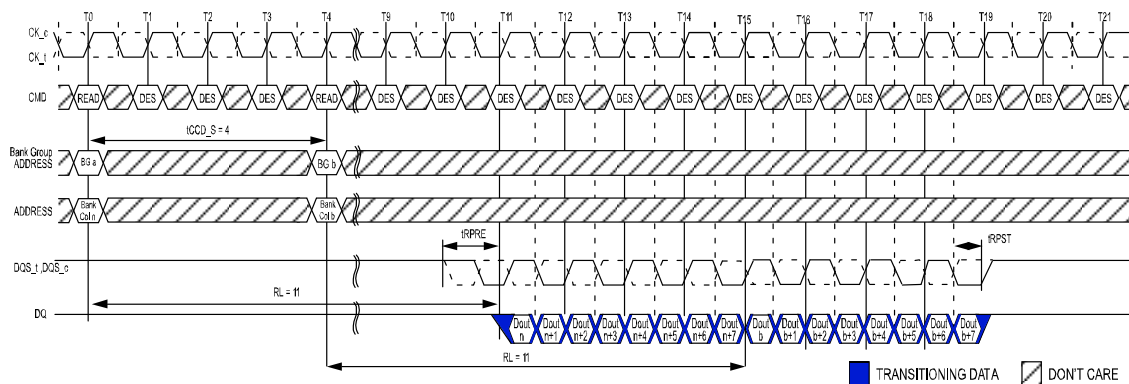 T0 T1 T2 T3 T4 T9 T10 T11 T12 T13 T14 T15 T16 T17 T18 T19 T20 T21
CK_c
CK_t
CMD READ DES DES DES READ DES DES DES DES DES DES DES DES DES DES DES DES DES
tCCD_S = 4
Bank Group
ADDRESS BG a BG b
ADDRESS Bank Col n Bank Col b
tRPRE tRPST
DQS_t ,DQS_c
RL = 11
DQ Dout n Dout n+1 Dout n+2 Dout n+3 Dout n+4 Dout n+5 Dout n+6 Dout n+7 Dout b Dout b+1 Dout b+2 Dout b+3 Dout b+4 Dout b+5 Dout b+6 Dout b+7
RL = 11
TRANSITIONING DATA DON'T CARE